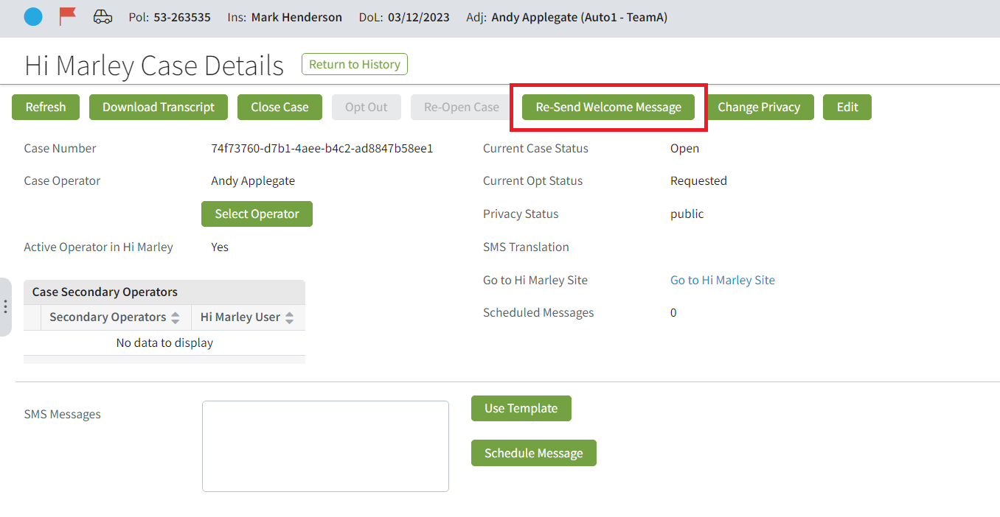 Pol: 53-263535 Ins: Mark Henderson DoL: 03/12/2023 Adj: Andy Applegate (Auto1 - TeamA)
Hi Marley Case Details Return to History
Refresh Download Transcript Close Case Opt Out Re-Open Case Re-Send Welcome Message Change Privacy Edit
Case Number 74f73760-d7b1-4aee-b4c2-ad8847b58ee1 Current Case Status Open
Case Operator Andy Applegate Current Opt Status Requested
Select Operator Privacy Status public
Active Operator in Hi Marley Yes SMS Translation
Go to Hi Marley Site Go to Hi Marley Site
Case Secondary Operators
Secondary Operators Hi Marley User Scheduled Messages 0
No data to display
SMS Messages Use Template
Schedule Message